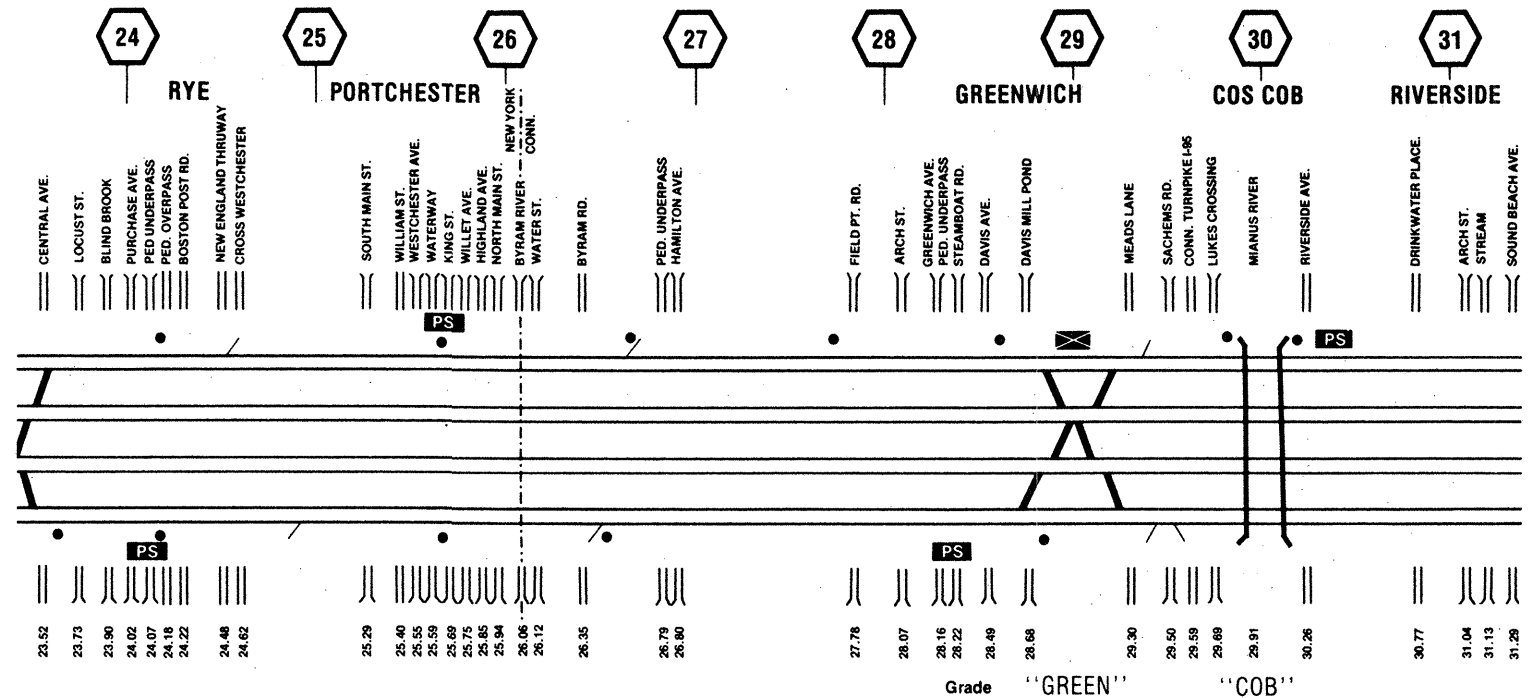 24 25 26 27 28 29 30 31
RYE PORTCHESTER GREENWICH COS COB RIVERSIDE
NEW YORK
CONN.
CENTRAL AVE.
LOCUST ST.
BLIND BROOK
PURCHASE AVE.
PED UNDERPASS
PED. OVERPASS
BOSTON POST RD.
NEW ENGLAND THRUWAY
CROSS WESTCHESTER
SOUTH MAIN ST.
WILLIAM ST.
WESTCHESTER AVE.
WATERWAY
KING ST.
WILLET AVE.
HIGHLAND AVE.
NORTH MAIN ST.
BYRAM RIVER
WATER ST.
BYRAM RD.
PED. UNDERPASS
HAMILTON AVE.
FIELD PT. RD.
ARCH ST.
GREENWICH AVE.
PED. UNDERPASS
STEAMBOAT RD.
DAVIS AVE.
DAVIS MILL POND
MEADS LANE
SACHEMS RD.
CONN. TURNPIKE I-95
LUKES CROSSING
MIANUS RIVER
RIVERSIDE AVE.
DRINKWATER PLACE.
ARCH ST.
STREAM
SOUND BEACH AVE.
PS
PS
PS
PS
23.52
23.73
23.90
24.02
24.07
24.18
24.22
24.48
24.62
25.29
25.40
25.55
25.59
25.69
25.75
25.85
25.94
26.06
26.12
26.35
26.79
26.80
27.78
28.07
28.16
28.22
28.49
28.68
29.30
29.50
29.59
29.69
29.91
30.26
30.77
31.04
31.13
31.29
Grade "GREEN" "COB"